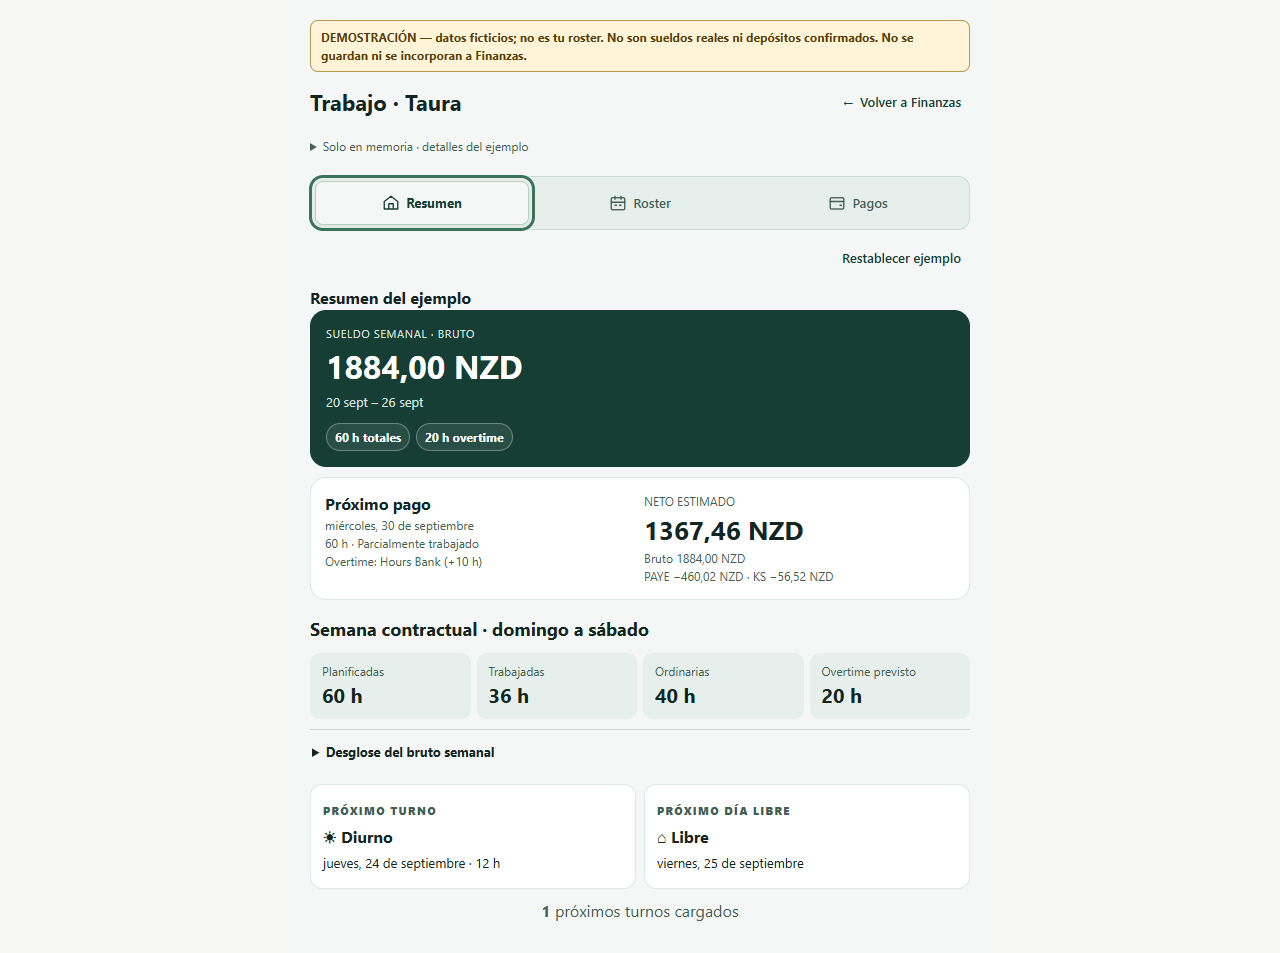 DEMOSTRACIÓN — datos ficticios; no es tu roster. No son sueldos reales ni depósitos confirmados. No se
guardan ni se incorporan a Finanzas.
Trabajo · Taura
← Volver a Finanzas
▶ Solo en memoria · detalles del ejemplo
Resumen
Roster
Pagos
Restablecer ejemplo
Resumen del ejemplo
SUELDO SEMANAL · BRUTO
1884,00 NZD
20 sept – 26 sept
60 h totales
20 h overtime
Próximo pago
miércoles, 30 de septiembre
60 h · Parcialmente trabajado
Overtime: Hours Bank (+10 h)
NETO ESTIMADO
1367,46 NZD
Bruto 1884,00 NZD
PAYE −460,02 NZD · KS −56,52 NZD
Semana contractual · domingo a sábado
Planificadas
60 h
Trabajadas
36 h
Ordinarias
40 h
Overtime previsto
20 h
▶ Desglose del bruto semanal
PRÓXIMO TURNO
☀ Diurno
jueves, 24 de septiembre · 12 h
PRÓXIMO DÍA LIBRE
⌂ Libre
viernes, 25 de septiembre
1 próximos turnos cargados